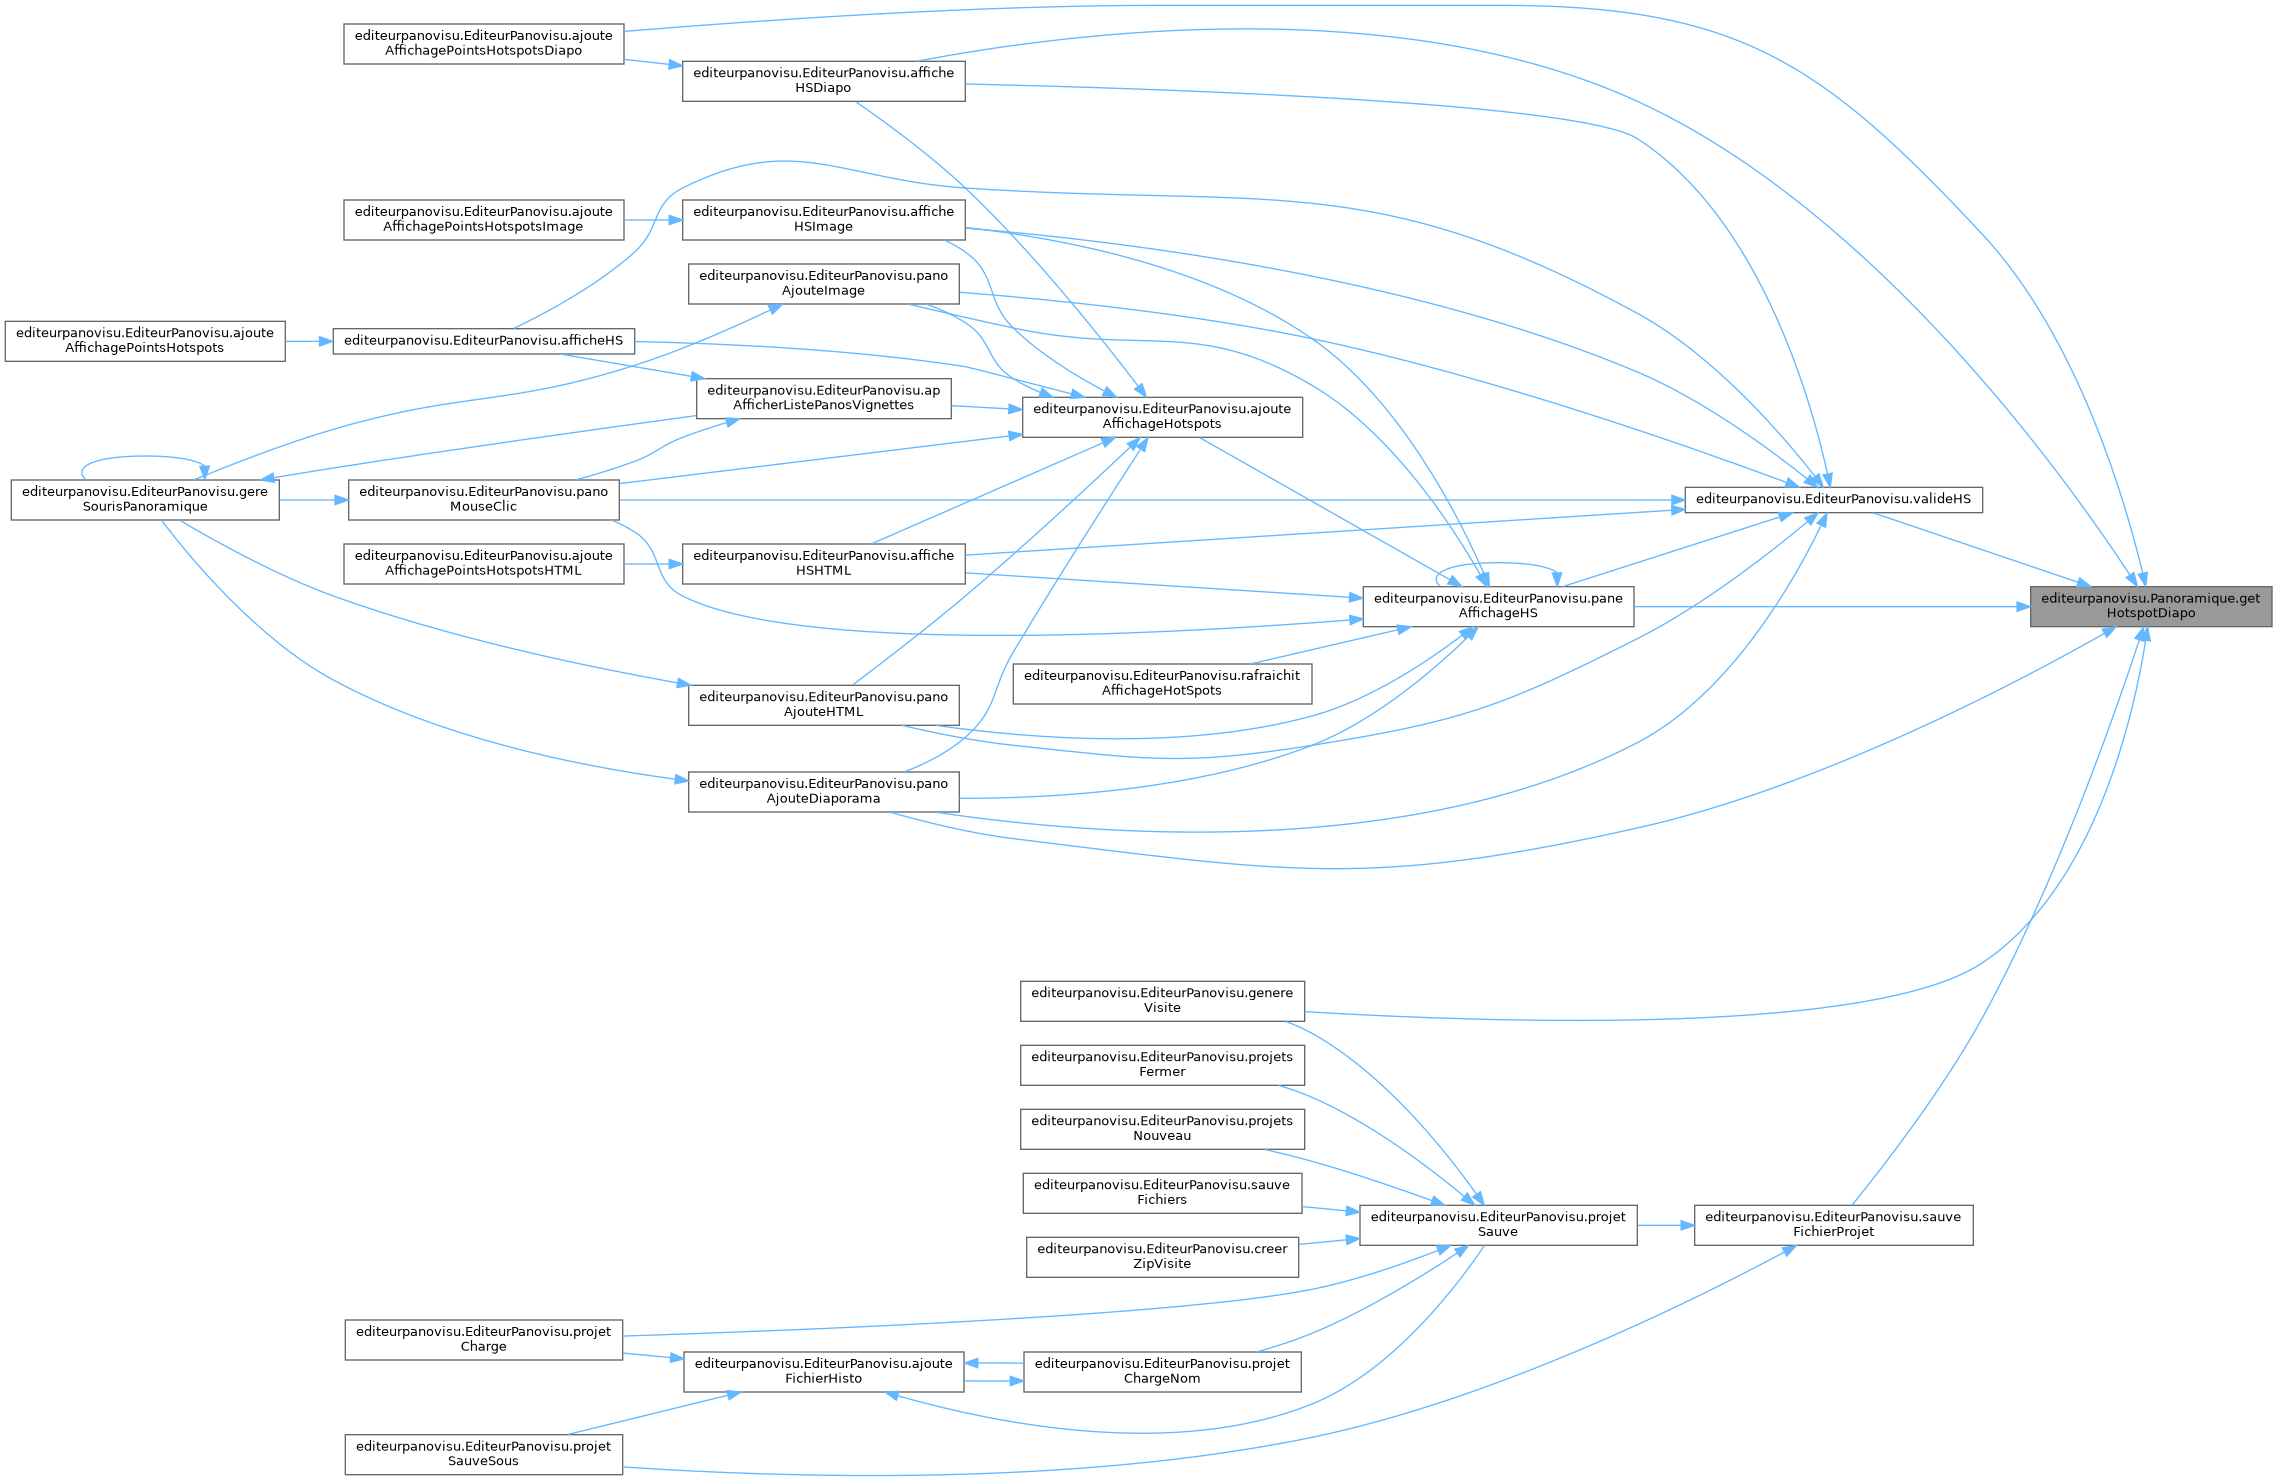 editeurpanovisu.EditeurPanovisu.ajoute
AffichagePointsHotspotsDiapo
editeurpanovisu.EditeurPanovisu.affiche
HSDiapo
editeurpanovisu.EditeurPanovisu.ajoute
AffichagePointsHotspotsImage
editeurpanovisu.EditeurPanovisu.affiche
HSImage
editeurpanovisu.EditeurPanovisu.pano
AjouteImage
editeurpanovisu.EditeurPanovisu.ajoute
AffichagePointsHotspots
editeurpanovisu.EditeurPanovisu.afficheHS
editeurpanovisu.EditeurPanovisu.ap
AfficherListePanosVignettes
editeurpanovisu.EditeurPanovisu.ajoute
AffichageHotspots
editeurpanovisu.EditeurPanovisu.gere
SourisPanoramique
editeurpanovisu.EditeurPanovisu.pano
MouseClic
editeurpanovisu.EditeurPanovisu.valideHS
editeurpanovisu.EditeurPanovisu.ajoute
AffichagePointsHotspotsHTML
editeurpanovisu.EditeurPanovisu.affiche
HSHTML
editeurpanovisu.EditeurPanovisu.pane
AffichageHS
editeurpanovisu.Panoramique.get
HotspotDiapo
editeurpanovisu.EditeurPanovisu.rafraichit
AffichageHotSpots
editeurpanovisu.EditeurPanovisu.pano
AjouteHTML
editeurpanovisu.EditeurPanovisu.pano
AjouteDiaporama
editeurpanovisu.EditeurPanovisu.genere
Visite
editeurpanovisu.EditeurPanovisu.projets
Fermer
editeurpanovisu.EditeurPanovisu.projets
Nouveau
editeurpanovisu.EditeurPanovisu.sauve
Fichiers
editeurpanovisu.EditeurPanovisu.projet
Sauve
editeurpanovisu.EditeurPanovisu.sauve
FichierProjet
editeurpanovisu.EditeurPanovisu.creer
ZipVisite
editeurpanovisu.EditeurPanovisu.projet
Charge
editeurpanovisu.EditeurPanovisu.ajoute
FichierHisto
editeurpanovisu.EditeurPanovisu.projet
ChargeNom
editeurpanovisu.EditeurPanovisu.projet
SauveSous